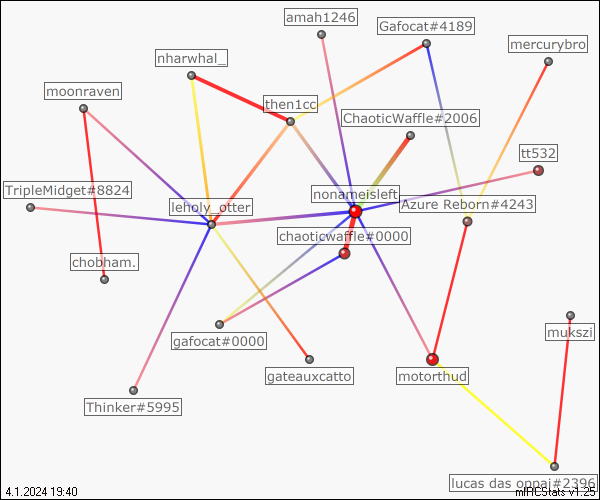 amah1246
Gafocat#4189
mercurybro
nharwhal_
moonraven
then1cc
ChaoticWaffle#2006
tt532
TripleMidget#8824
nonameisleft
leholy_otter
Azure Reborn#4243
chaoticwaffle#0000
chobham.
gafocat#0000
mukszi
gateauxcatto
motorthud
Thinker#5995
lucas das oppai#2396
4.1.2024 19:40
mIRCStats v1.25